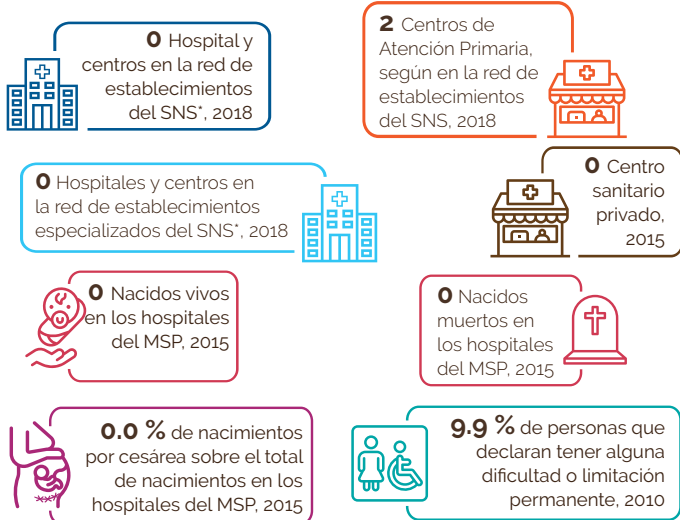 0 Hospital y
centros en la red de
establecimientos
del SNS*, 2018
2 Centros de
Atención Primaria,
según en la red de
establecimientos
del SNS, 2018
0 Hospitales y centros en
la red de establecimientos
especializados del SNS*, 2018
0 Centro
sanitario
privado,
2015
0 Nacidos vivos
en los hospitales
del MSP, 2015
0 Nacidos
muertos en
los hospitales
del MSP, 2015
0.0 % de nacimientos
por cesárea sobre el total
de nacimientos en los
hospitales del MSP, 2015
9.9 % de personas que
declaran tener alguna
dificultad o limitación
permanente, 2010